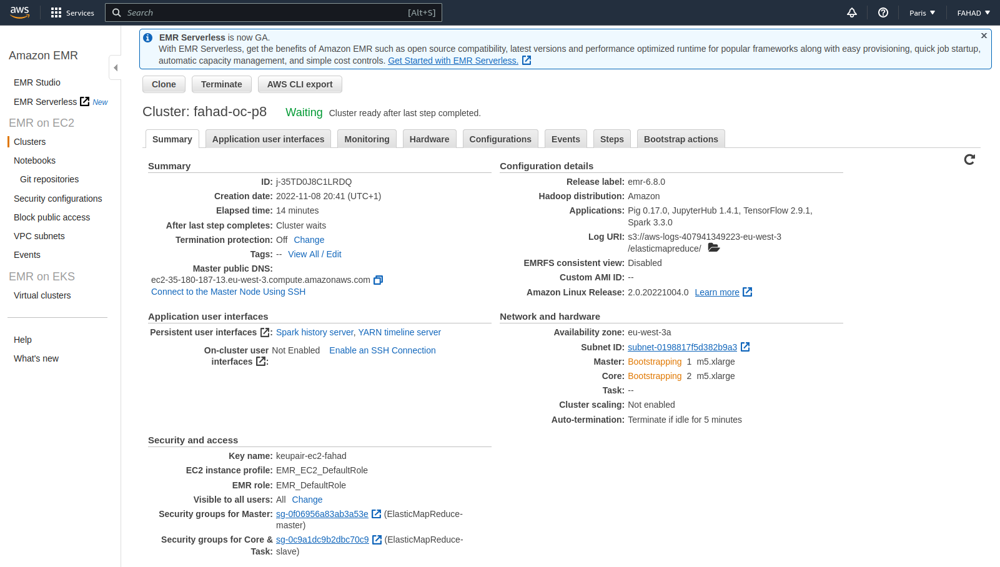 aws
Services
Search
[Alt+S]
Paris
FAHAD
EMR Serverless is now GA.
With EMR Serverless, get the benefits of Amazon EMR such as open source compatibility, latest versions and performance optimized runtime for popular frameworks along with easy provisioning, quick job startup,
automatic capacity management, and simple cost controls. Get Started with EMR Serverless.
x
Amazon EMR
EMR Studio
EMR Serverless New
EMR on EC2
Clusters
Notebooks
Git repositories
Security configurations
Block public access
VPC subnets
Events
EMR on EKS
Virtual clusters
Help
What's new
Clone
Terminate
AWS CLI export
Cluster: fahad-oc-p8 Waiting Cluster ready after last step completed.
Summary
Application user interfaces
Monitoring
Hardware
Configurations
Events
Steps
Bootstrap actions
Summary
ID: j-35TD0J8C1LRDQ
Creation date: 2022-11-08 20:41 (UTC+1)
Elapsed time: 14 minutes
After last step completes: Cluster waits
Termination protection: Off Change
Tags: -- View All / Edit
Master public DNS:
ec2-35-180-187-13.eu-west-3.compute.amazonaws.com
Connect to the Master Node Using SSH
Configuration details
Release label: emr-6.8.0
Hadoop distribution: Amazon
Applications: Pig 0.17.0, JupyterHub 1.4.1, TensorFlow 2.9.1,
Spark 3.3.0
Log URI: s3://aws-logs-407941349223-eu-west-3
/elasticmapreduce/
EMRFS consistent view: Disabled
Custom AMI ID: --
Amazon Linux Release: 2.0.20221004.0 Learn more
Application user interfaces
Persistent user interfaces : Spark history server, YARN timeline server
On-cluster user Not Enabled Enable an SSH Connection
interfaces :
Network and hardware
Availability zone: eu-west-3a
Subnet ID: subnet-0198817f5d382b9a3
Master: Bootstrapping 1 m5.xlarge
Core: Bootstrapping 2 m5.xlarge
Task: --
Cluster scaling: Not enabled
Auto-termination: Terminate if idle for 5 minutes
Security and access
Key name: keupair-ec2-fahad
EC2 instance profile: EMR_EC2_DefaultRole
EMR role: EMR_DefaultRole
Visible to all users: All Change
Security groups for Master: sg-0f06956a83ab3a53e (ElasticMapReduce-
master)
Security groups for Core & sg-0c9a1dc9b2dbc70c9 (ElasticMapReduce-
Task: slave)